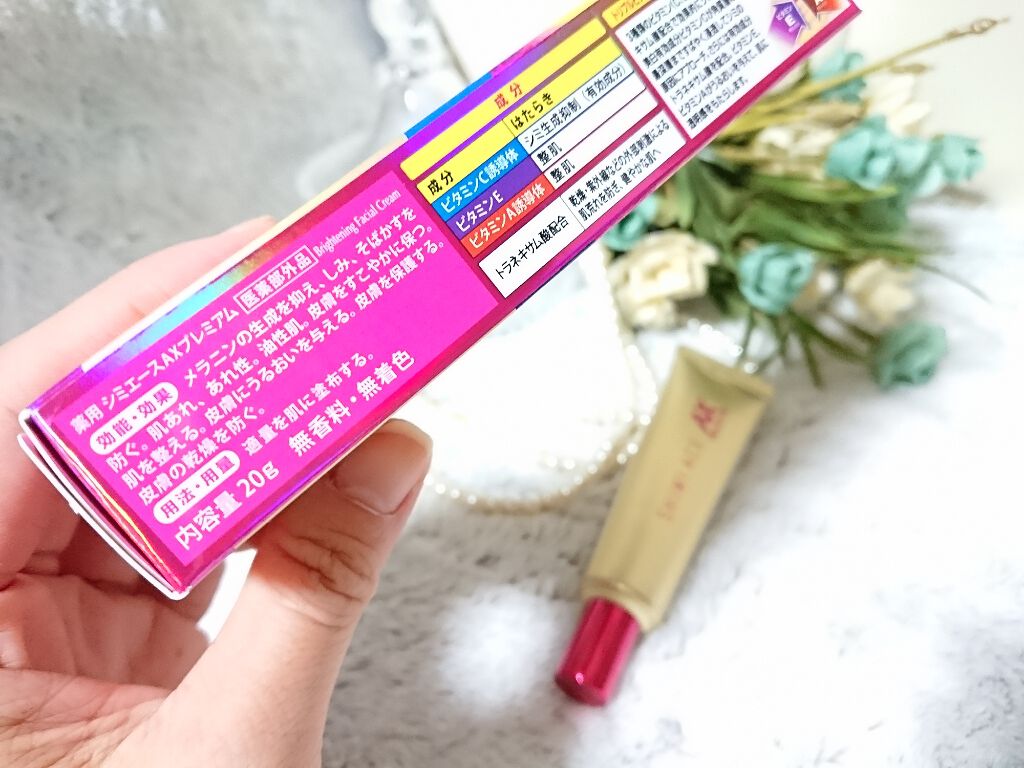 薬用 シミエースAXプレミアム 医薬部外品 Brightening Facial Cream
効能・効果 メラニンの生成を抑え、しみ、そばかすを
防ぐ。肌あれ、あれ性。油性肌。皮膚をすこやかに保つ。
肌を整える。皮膚にうるおいを与える。皮膚を保護する。
皮膚の乾燥を防ぐ。
用法・用量 適量を肌に塗布する。
内容量 20g 無香料・無着色
成分
成分 はたらき
ビタミンC誘導体 シミ生成抑制（有効成分）
ビタミンE 整肌
ビタミンA誘導体 整肌
トラネキサム酸配合 乾燥・紫外線などの外部刺激による
肌荒れを防ぎ、健やかな肌へ
ビタミン
E
AX